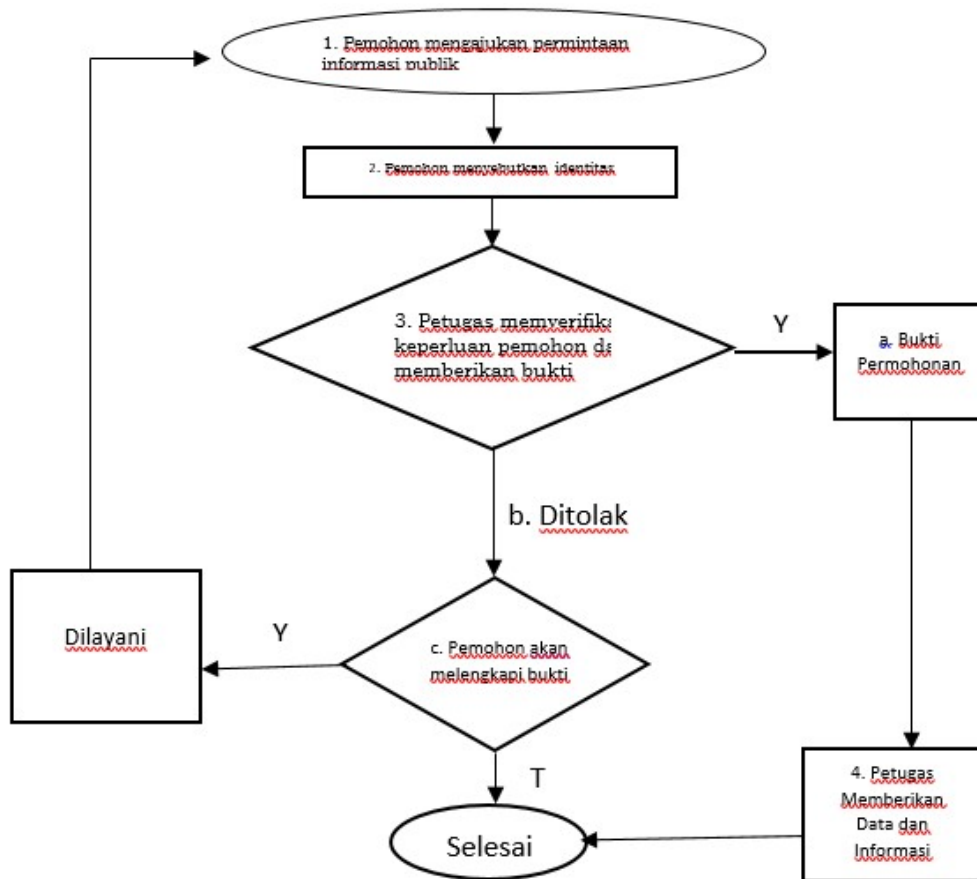 1. Pemohon mengajukan permintaan
informasi publik
2. Pemohon menyebutkan identitas
3. Petugas memverifika
keperluan pemohon da
memberikan bukti
Y
a. Bukti
Permohonan
b. Ditolak
Dilayani
Y
c. Pemohon akan
melengkapi bukti
T
4. Petugas
Memberikan
Data dan
Informasi
Selesai